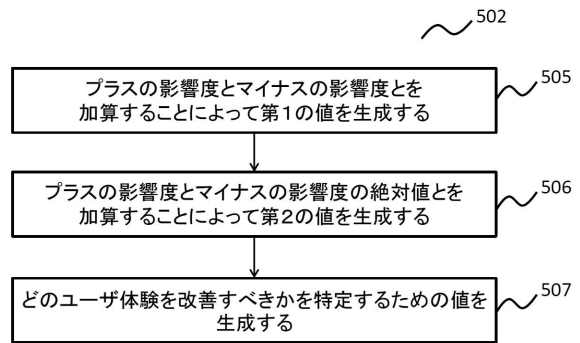 502
プラスの影響度とマイナスの影響度とを
加算することによって第1の値を生成する
505
プラスの影響度とマイナスの影響度の絶対値とを
加算することによって第2の値を生成する
506
どのユーザ体験を改善すべきかを特定するための値を
生成する
507